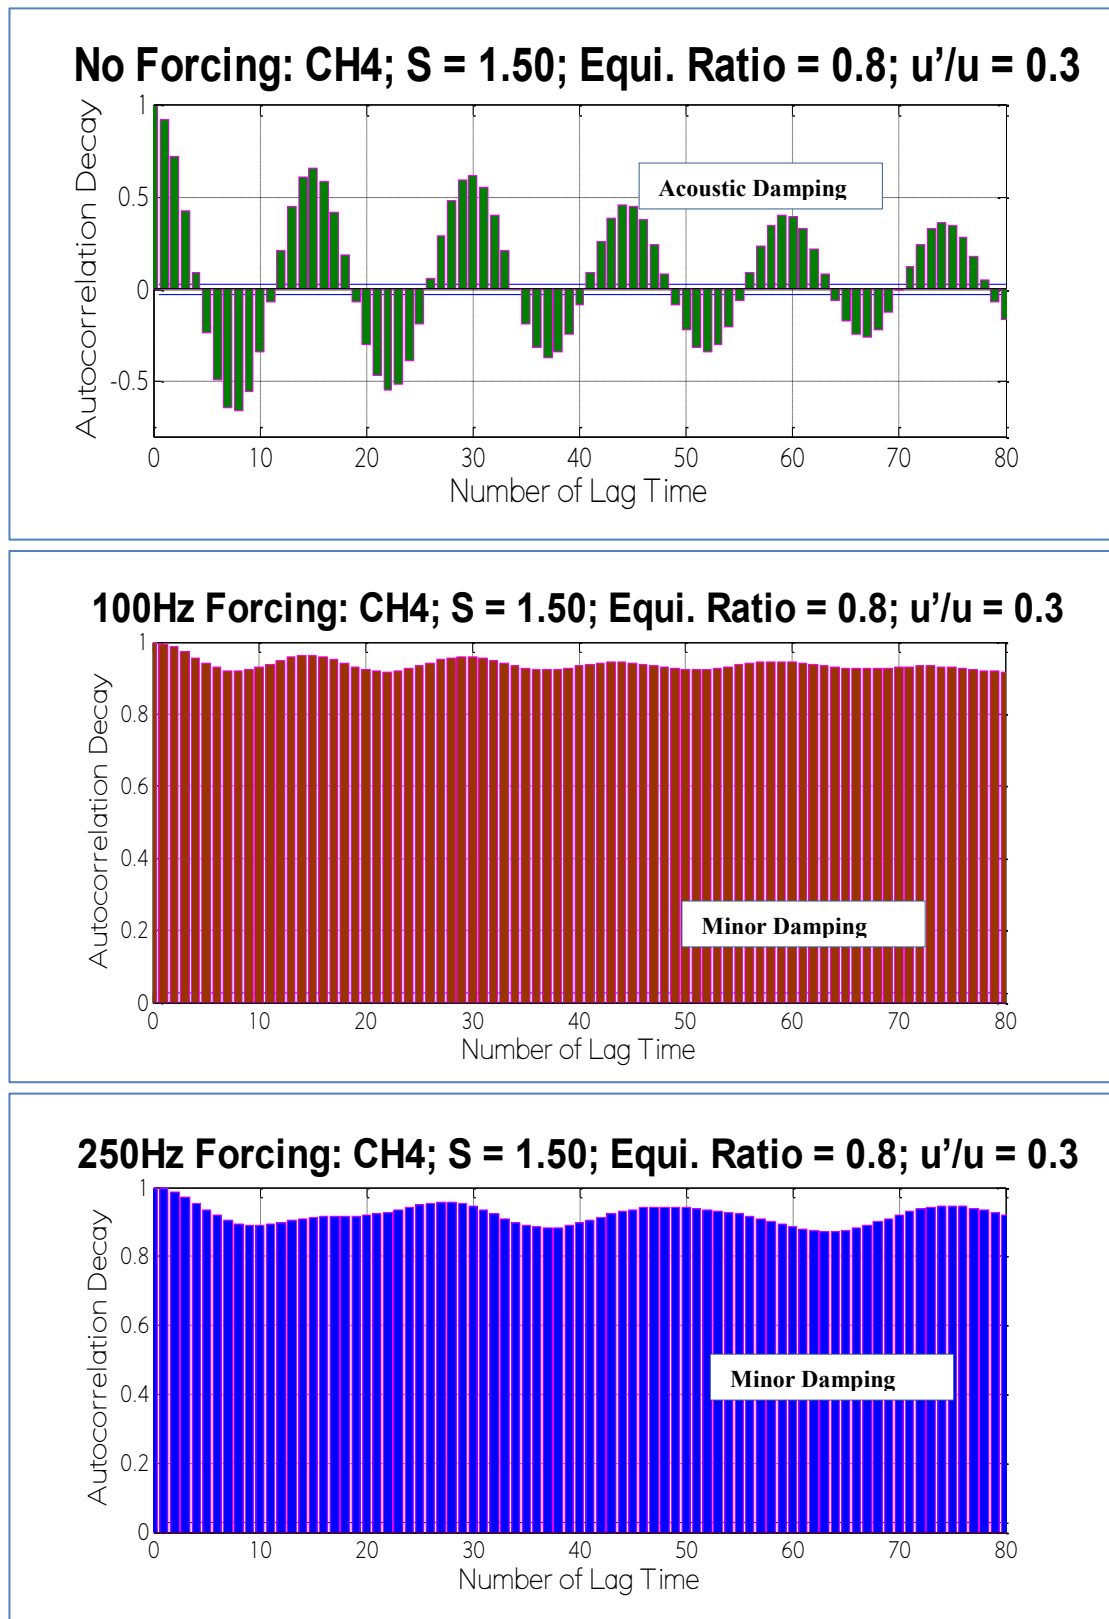 No Forcing: CH4; S = 1.50; Equi. Ratio = 0.8; u’/u = 0.3
1
0.5
0
-0.5
Autocorrelation Decay
Acoustic Damping
0 10 20 30 40 50 60 70 80
Number of Lag Time
100Hz Forcing: CH4; S = 1.50; Equi. Ratio = 0.8; u’/u = 0.3
1
0.8
0.6
0.4
0.2
0
Autocorrelation Decay
Minor Damping
0 10 20 30 40 50 60 70 80
Number of Lag Time
250Hz Forcing: CH4; S = 1.50; Equi. Ratio = 0.8; u’/u = 0.3
1
0.8
0.6
0.4
0.2
0
Autocorrelation Decay
Minor Damping
0 10 20 30 40 50 60 70 80
Number of Lag Time